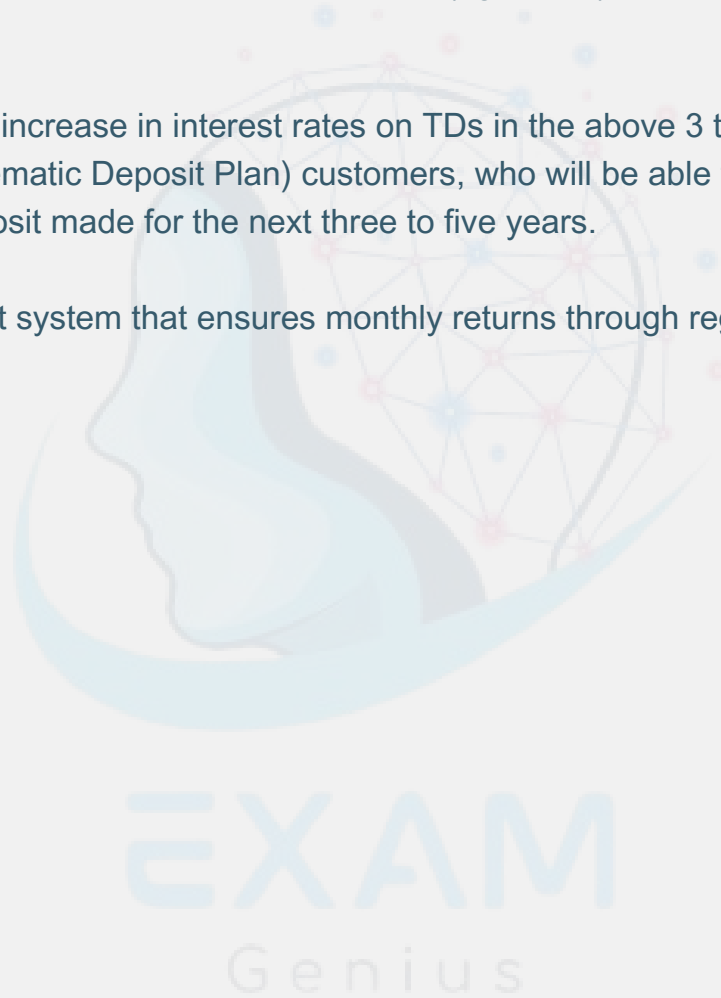 increase in interest rates on TDs in the above 3 t
ematic Deposit Plan) customers, who will be able
osit made for the next three to five years.
t system that ensures monthly returns through reg
EXAM
Genius